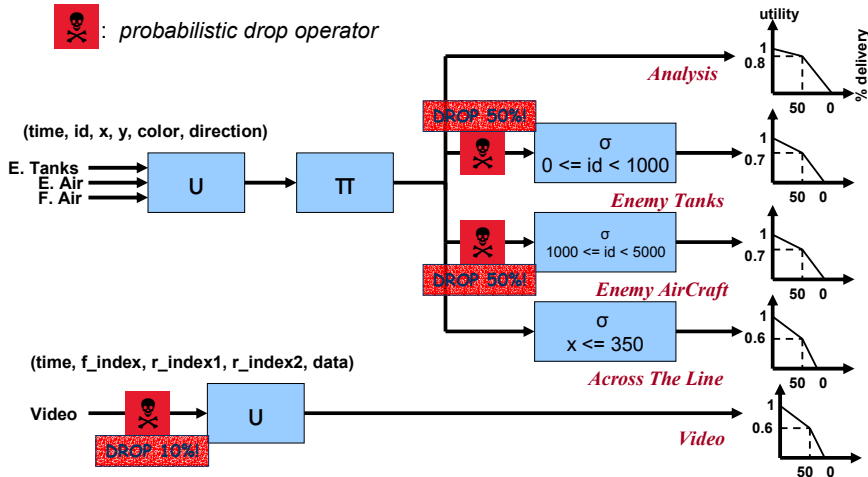 : probabilistic drop operator
utility
1
0.8
% delivery
50 0
Analysis
DROP 50%!
(time, id, x, y, color, direction)
E. Tanks
E. Air
F. Air
U
π
σ
0 <= id < 1000
1
0.7
50 0
Enemy Tanks
σ
1000 <= id < 5000
1
0.7
50 0
DROP 50%!
Enemy AirCraft
σ
x <= 350
1
0.6
50 0
(time, f_index, r_index1, r_index2, data)
Across The Line
Video
U
1
0.6
50 0
DROP 10%!
Video